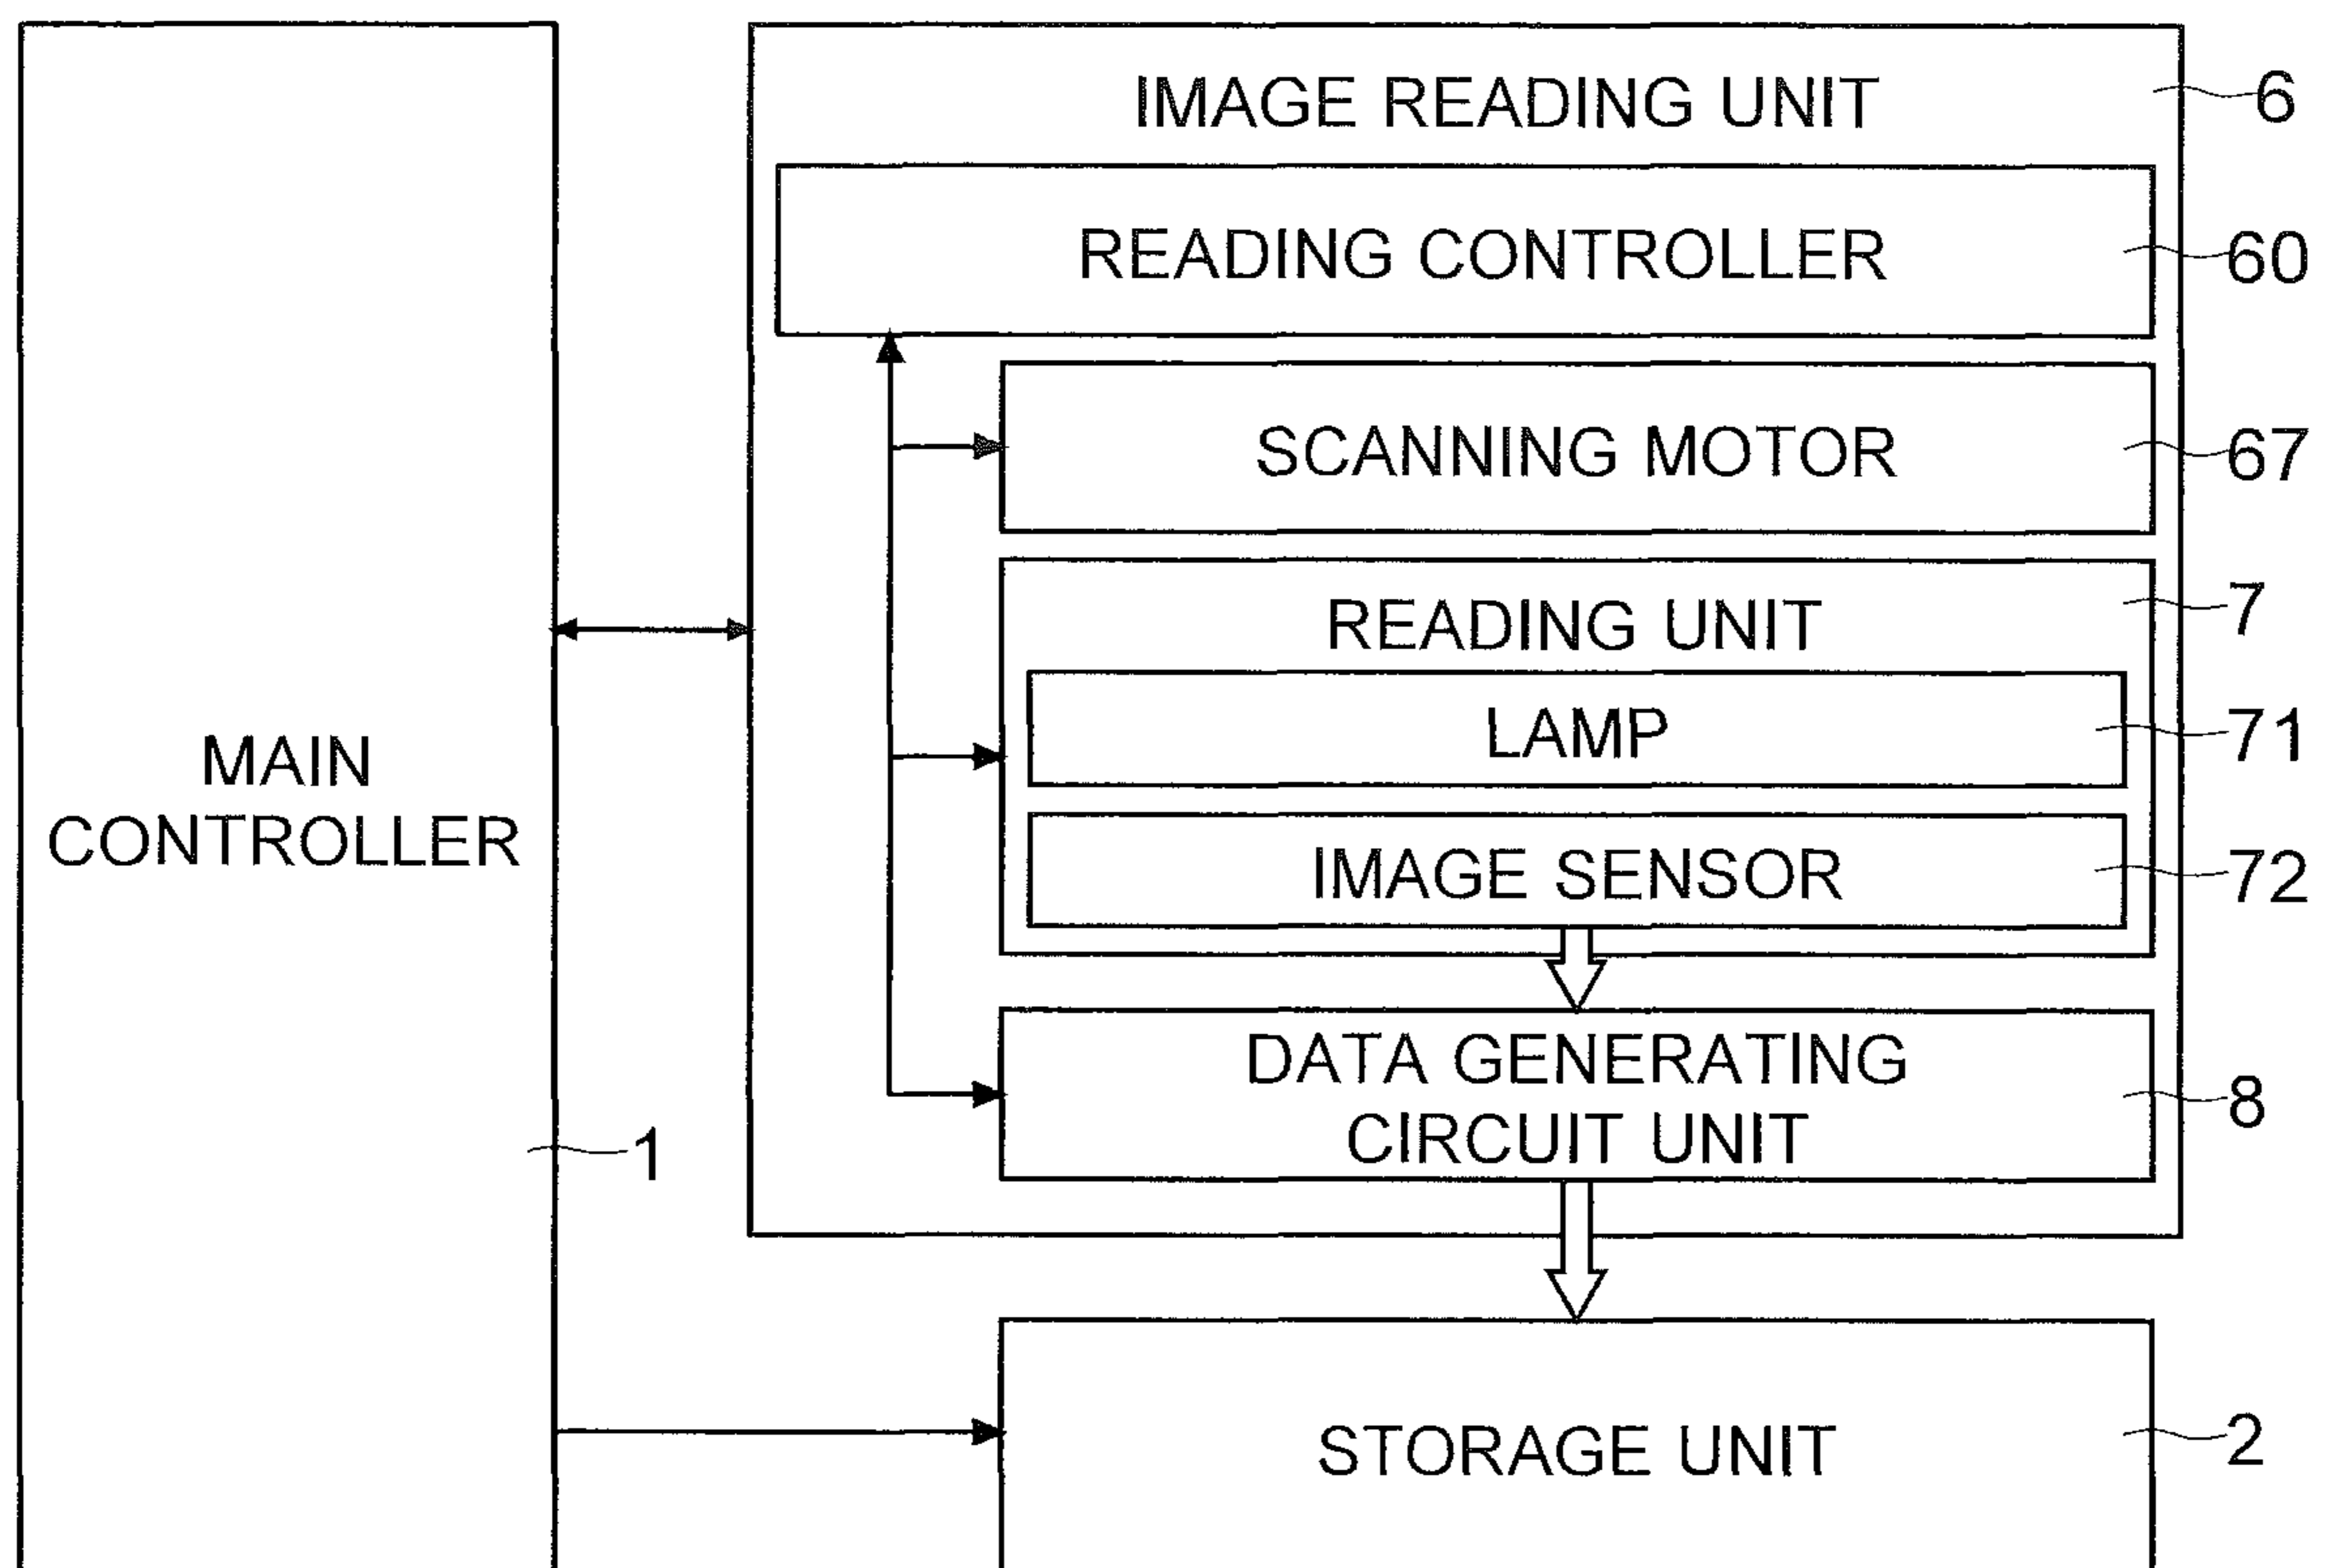 IMAGE READING UNIT
6
READING CONTROLLER
60
SCANNING MOTOR
67
READING UNIT
7
LAMP
71
MAIN
CONTROLLER
IMAGE SENSOR
72
DATA GENERATING
CIRCUIT UNIT
8
1
STORAGE UNIT
2